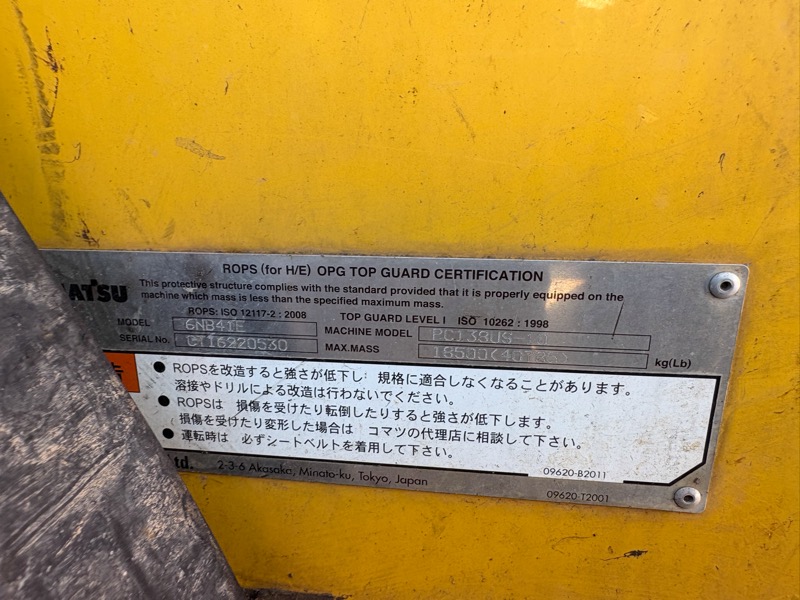 ROPS (for H/E) OPG TOP GUARD CERTIFICATION
ATSU
This protective structure complies with the standard provided that it is properly equipped on the
machine which mass is less than the specified maximum mass.
ROPS: ISO 12117-2 : 2008 TOP GUARD LEVEL I ISO 10262 : 1998
MODEL 6NB4TE MACHINE MODEL PC138US
SERIAL No. MAX.MASS kg(Lb)
● ROPSを改造すると強さが低下し 規格に適合しなくなることがあります。
溶接やドリルによる改造は行わないでください。
● ROPSは 損傷を受けたり転倒したりすると強さが低下します。
損傷を受けたり変形した場合は コマツの代理店に相談して下さい。
● 運転時は 必ずシートベルトを着用して下さい。
09620-B2011
Ltd. 2-3-6 Akasaka, Minato-ku, Tokyo, Japan
09620-T2001